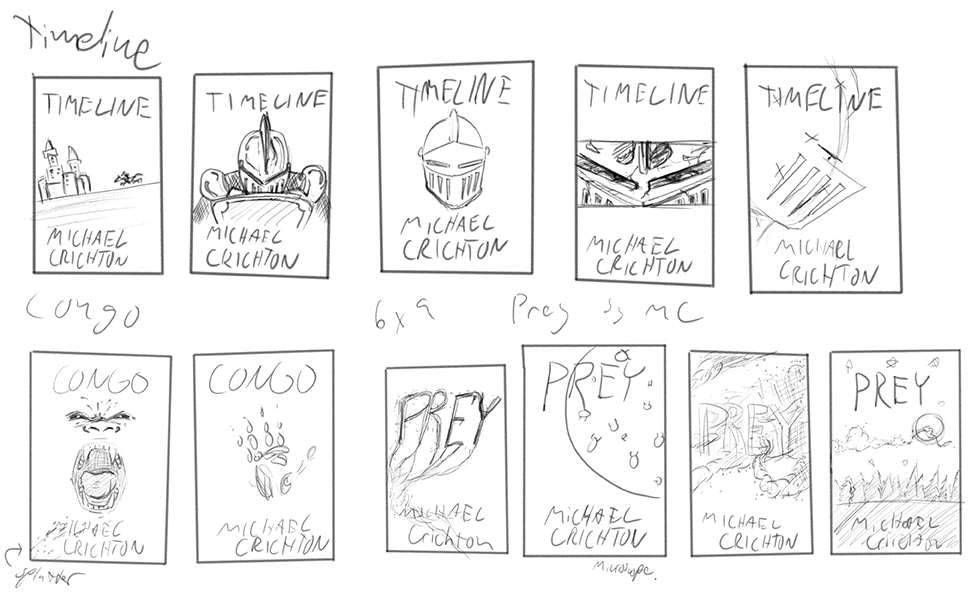 Timeline
TIMELINE
MICHAEL
CRICHTON
TIMELINE
MICHAEL
CRICHTON
TIMELINE
MICHAEL
CRICHTON
TIMELINE
MICHAEL
CRICHTON
TIMELINE
MICHAEL
CRICHTON
Congo
6x9
Prey by MC
CONGO
MICHAEL
CRICHTON
splatter
CONGO
MICHAEL
CRICHTON
PREY
MICHAEL
Crichton
PREY
MICHAEL
CRICHTON
Microscope.
PREY
MICHAEL
CRICHTON
PREY
Michael
Crichton